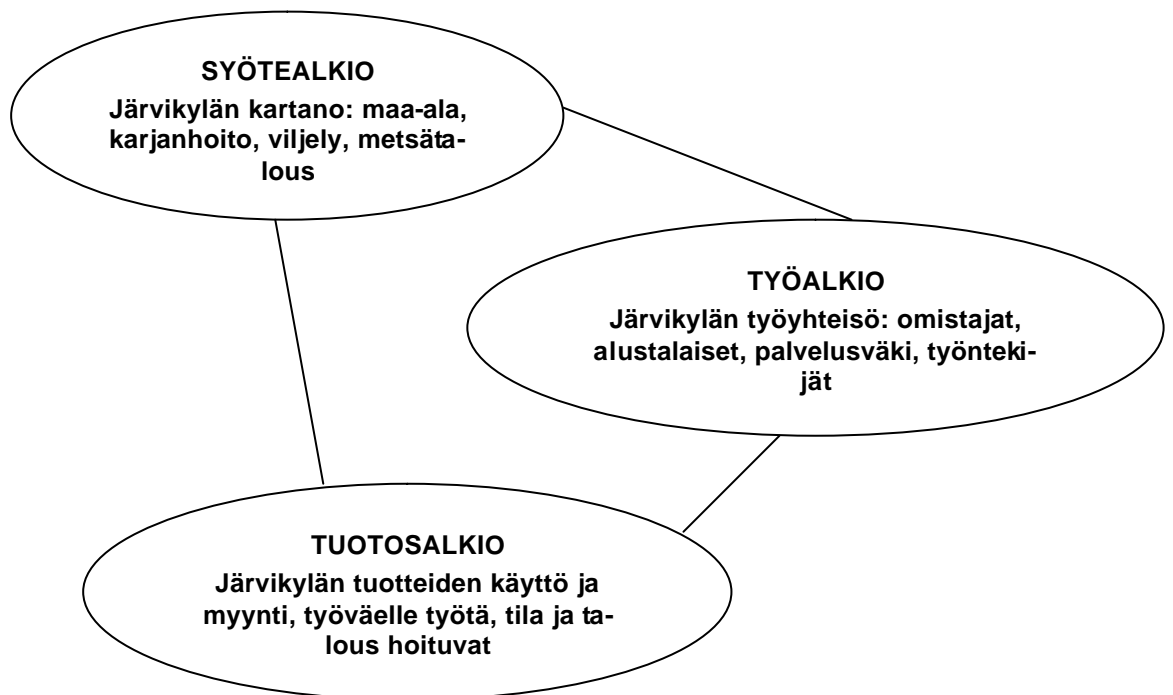 SYÖTEALKIO
Järvikylän kartano: maa-ala,
karjanhoito, viljely, metsäta-
lous
TYÖALKIO
Järvikylän työyhteisö: omistajat,
alustalaiset, palvelusväki, työnteki-
jät
TUOTOSALKIO
Järvikylän tuotteiden käyttö ja
myynti, työväelle työtä, tila ja ta-
lous hoituvat